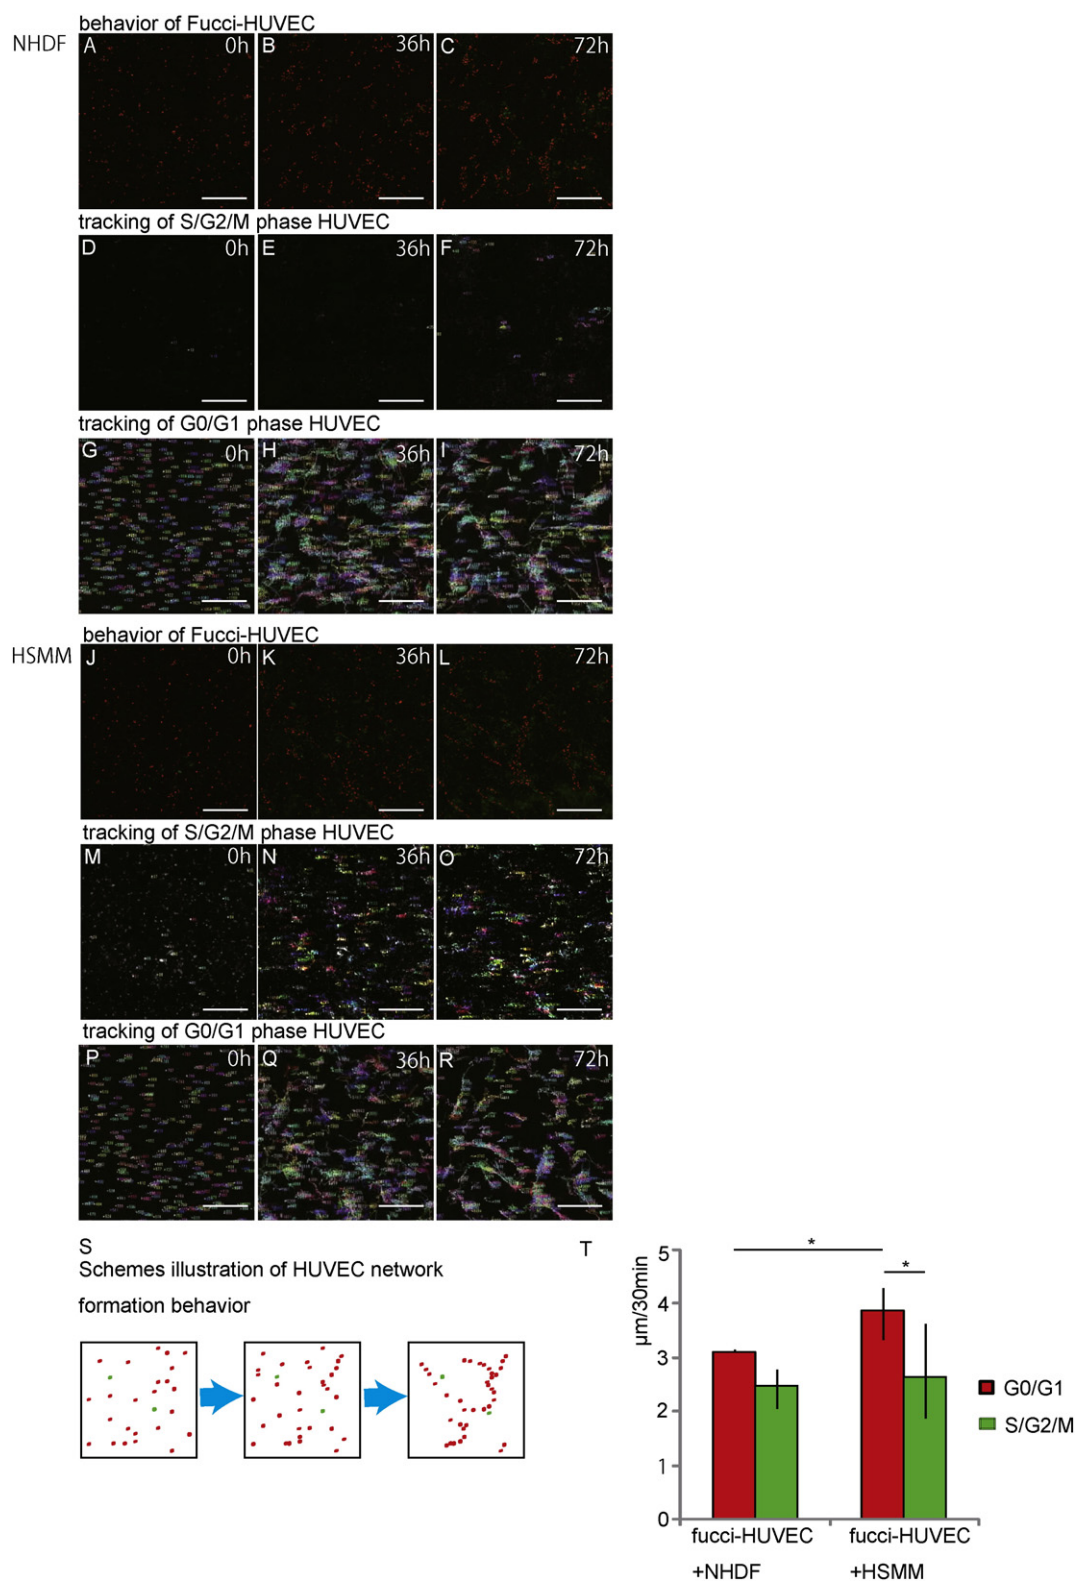 behavior of Fucci-HUVEC
NHDF
A 0h B 36h C 72h
tracking of S/G2/M phase HUVEC
D 0h E 36h F 72h
tracking of G0/G1 phase HUVEC
G 0h H 36h I 72h
behavior of Fucci-HUVEC
HSMM
J 0h K 36h L 72h
tracking of S/G2/M phase HUVEC
M 0h N 36h O 72h
tracking of G0/G1 phase HUVEC
P 0h Q 36h R 72h
S
Schemes illustration of HUVEC network
formation behavior
T
µm/30min
5
4
3
2
1
0
*
*
G0/G1
S/G2/M
fucci-HUVEC fucci-HUVEC
+NHDF +HSMM